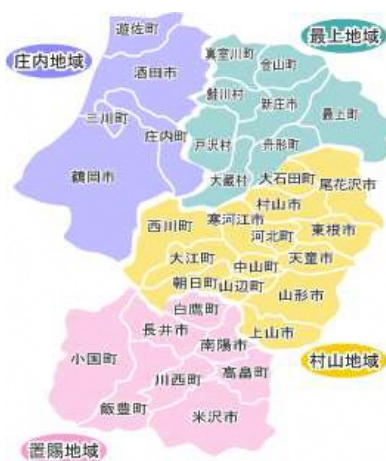 遊佐町
庄内地域
酒田市
三川町
庄内町
鶴岡市
最上地域
真室川町
金山町
鮭川村
新庄市
最上町
戸沢村
舟形町
大蔵村
大石田町
尾花沢市
村山市
西川町
寒河江市
河北町
東根市
大江町
中山町
天童市
朝日町
山辺町
山形市
上山市
村山地域
白鷹町
長井市
南陽市
小国町
川西町
高畠町
飯豊町
米沢市
置賜地域